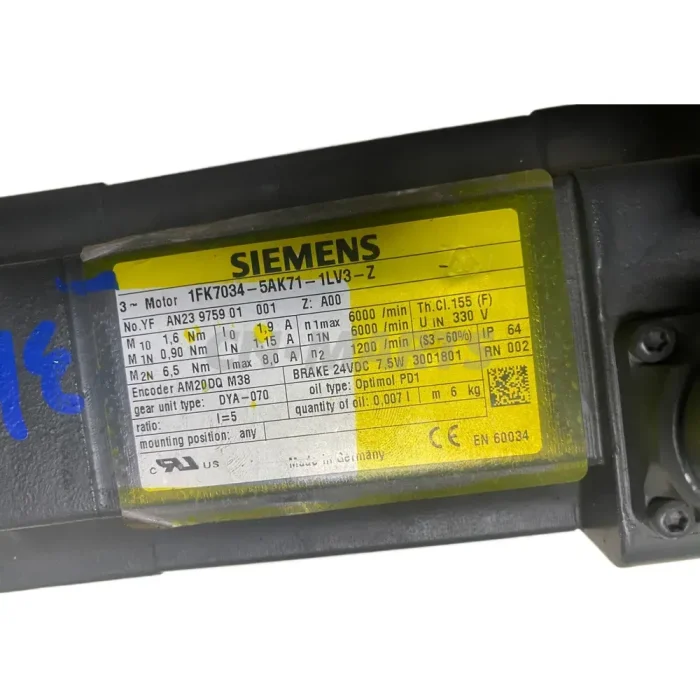 SIEMENS
3~ Motor 1FK7034-5AK71-1LV3-Z
No.YF AN23 9759 01 001 Z: A00
M10 1,6 Nm I0 1,9 A n1max 6000 /min Th.Cl.155 (F)
M1N 0,90 Nm IN 1,15 A n1N 6000 /min UIN 330 V
M2N 6,5 Nm Imax 8,0 A n2 1200 /min (S3-60%) IP 64
Encoder AM20DQ M38 BRAKE 24VDC 7.5W 3001801 RN 002
gear unit type: DYA-070 oil type: Optimol PD1
ratio: I=5 quantity of oil: 0,007 l m 6 kg
mounting position: any
c RU US Made in Germany CE EN 60034